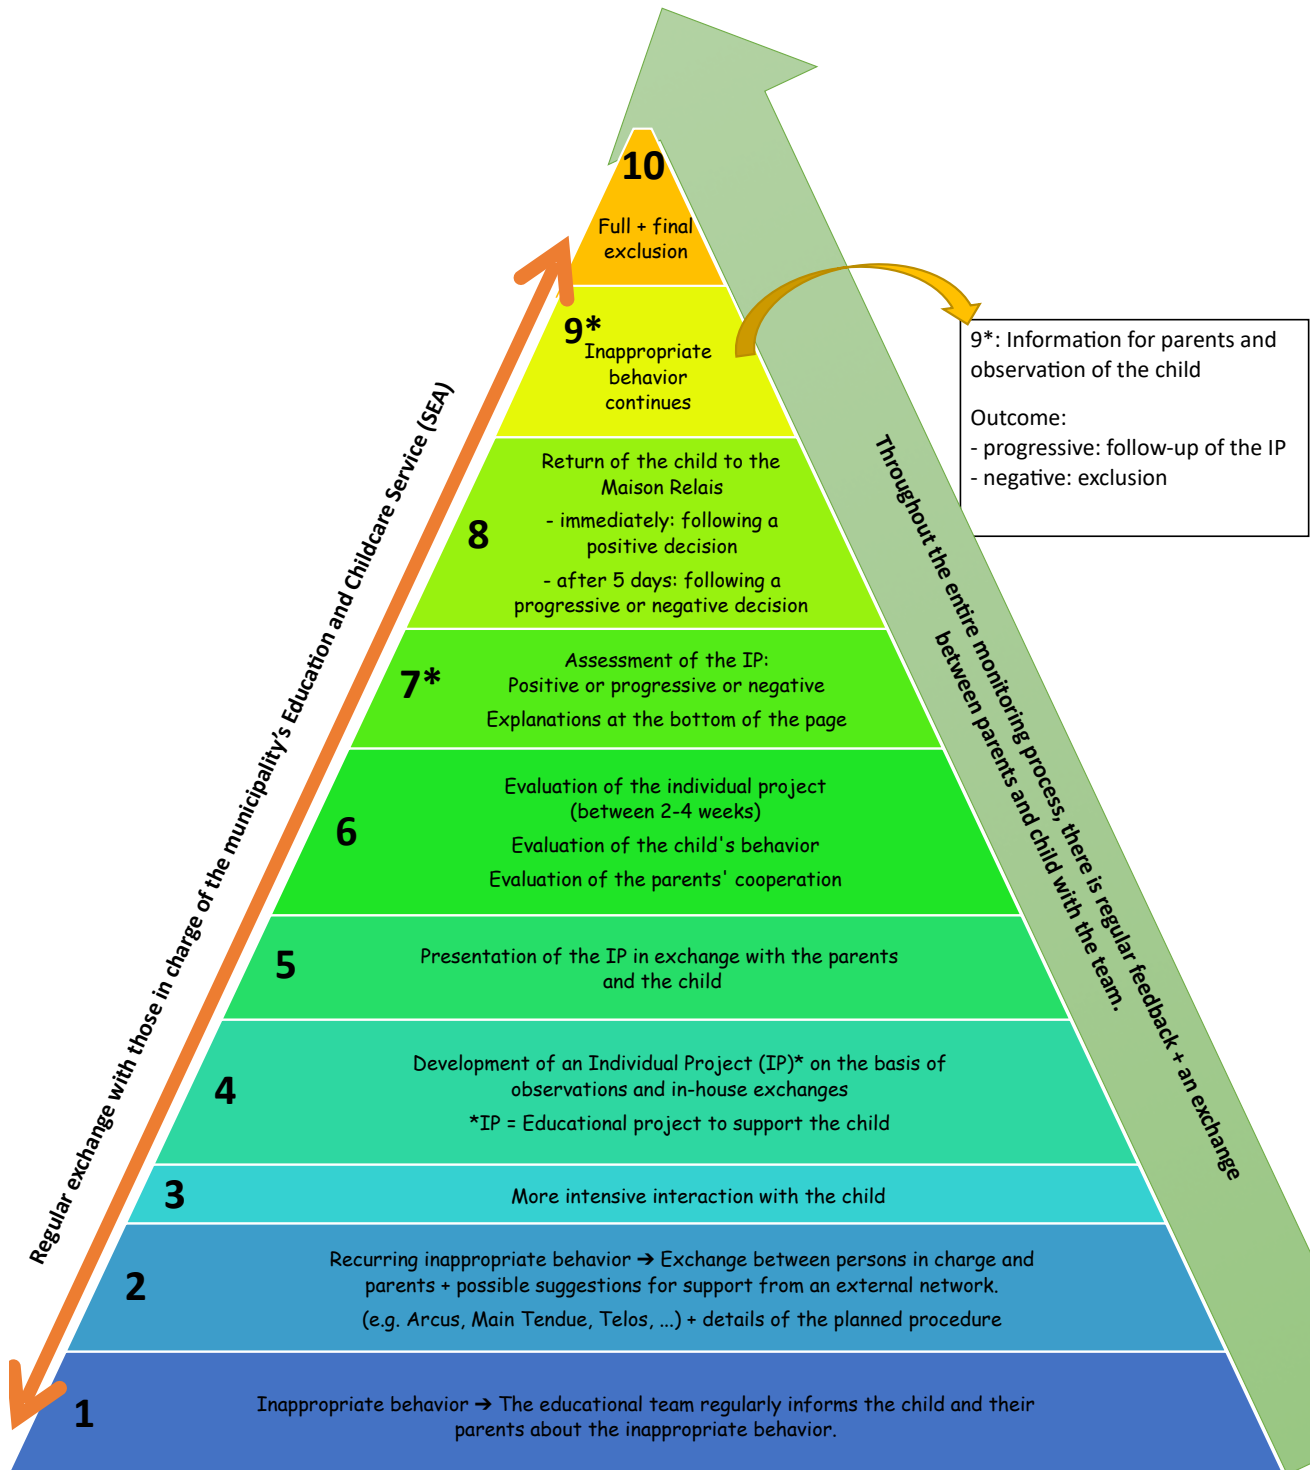 10
Full + final
exclusion
9*
Inappropriate
behavior
continues
9*: Information for parents and
observation of the child
Outcome:
- progressive: follow-up of the IP
- negative: exclusion
8
Return of the child to the
Maison Relais
- immediately: following a
positive decision
- after 5 days: following a
progressive or negative decision
7*
Assessment of the IP:
Positive or progressive or negative
Explanations at the bottom of the page
6
Evaluation of the individual project
(between 2-4 weeks)
Evaluation of the child's behavior
Evaluation of the parents' cooperation
5
Presentation of the IP in exchange with the parents
and the child
4
Development of an Individual Project (IP)* on the basis of
observations and in-house exchanges
*IP = Educational project to support the child
3
More intensive interaction with the child
2
Recurring inappropriate behavior ➔ Exchange between persons in charge and
parents + possible suggestions for support from an external network.
(e.g. Arcus, Main Tendue, Telos, ...) + details of the planned procedure
1
Inappropriate behavior ➔ The educational team regularly informs the child and their
parents about the inappropriate behavior.
Regular exchange with those in charge of the municipality's Education and Childcare Service (SEA)
Throughout the entire monitoring process, there is regular feedback + an exchange
between parents and child with the team.